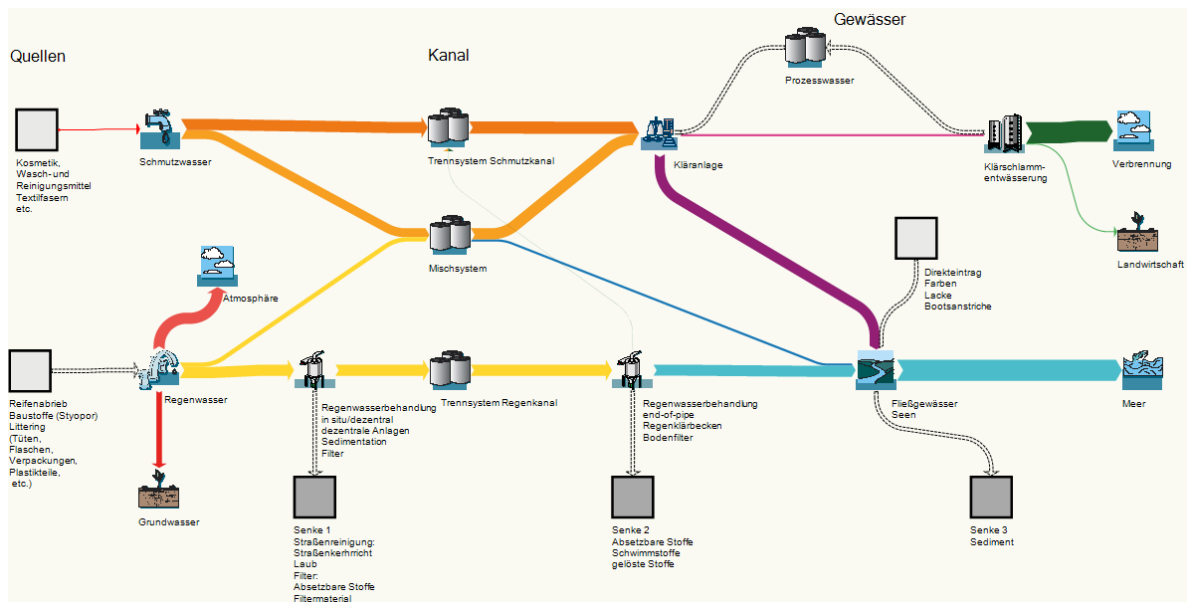 Gewässer
Quellen
Kanal
Prozesswasser
Kosmetik,
Wasch- und
Reinigungsmittel
Textilfasern
etc.
Schmutzwasser
Trennsystem Schmutzkanal
Kläranlage
Klärschlamm-
entwässerung
Verbrennung
Mischsystem
Landwirtschaft
Atmosphäre
Direkteintrag
Farben
Lacke
Bootsanstriche
Reifenabrieb
Baustoffe (Styopor)
Littering
(Tüten,
Flaschen,
Verpackungen,
Plastikteile,
etc.)
Regenwasser
Regenwasserbehandlung
in situ/dezentral
dezentrale Anlagen
Sedimentation
Filter
Trennsystem Regenkanal
Regenwasserbehandlung
end-of-pipe
Regenklärbecken
Bodenfilter
Fließgewässer
Seen
Meer
Grundwasser
Senke 1
Straßenreinigung:
Straßenkerhrricht
Laub
Filter:
Absetzbare Stoffe
Filtermaterial
Senke 2
Absetzbare Stoffe
Schwimmstoffe
gelöste Stoffe
Senke 3
Sediment